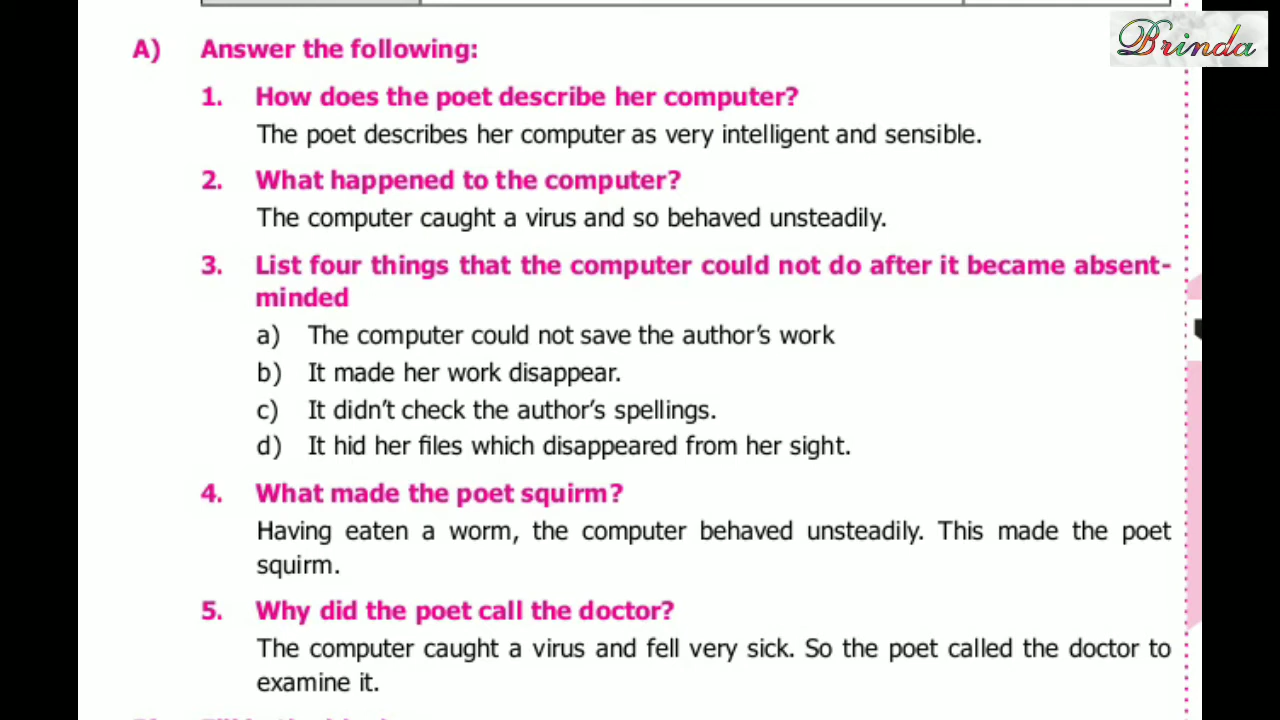 Brinda
A) Answer the following:
1. How does the poet describe her computer?
The poet describes her computer as very intelligent and sensible.
2. What happened to the computer?
The computer caught a virus and so behaved unsteadily.
3. List four things that the computer could not do after it became absent-
minded
a) The computer could not save the author’s work
b) It made her work disappear.
c) It didn’t check the author’s spellings.
d) It hid her files which disappeared from her sight.
4. What made the poet squirm?
Having eaten a worm, the computer behaved unsteadily. This made the poet
squirm.
5. Why did the poet call the doctor?
The computer caught a virus and fell very sick. So the poet called the doctor to
examine it.